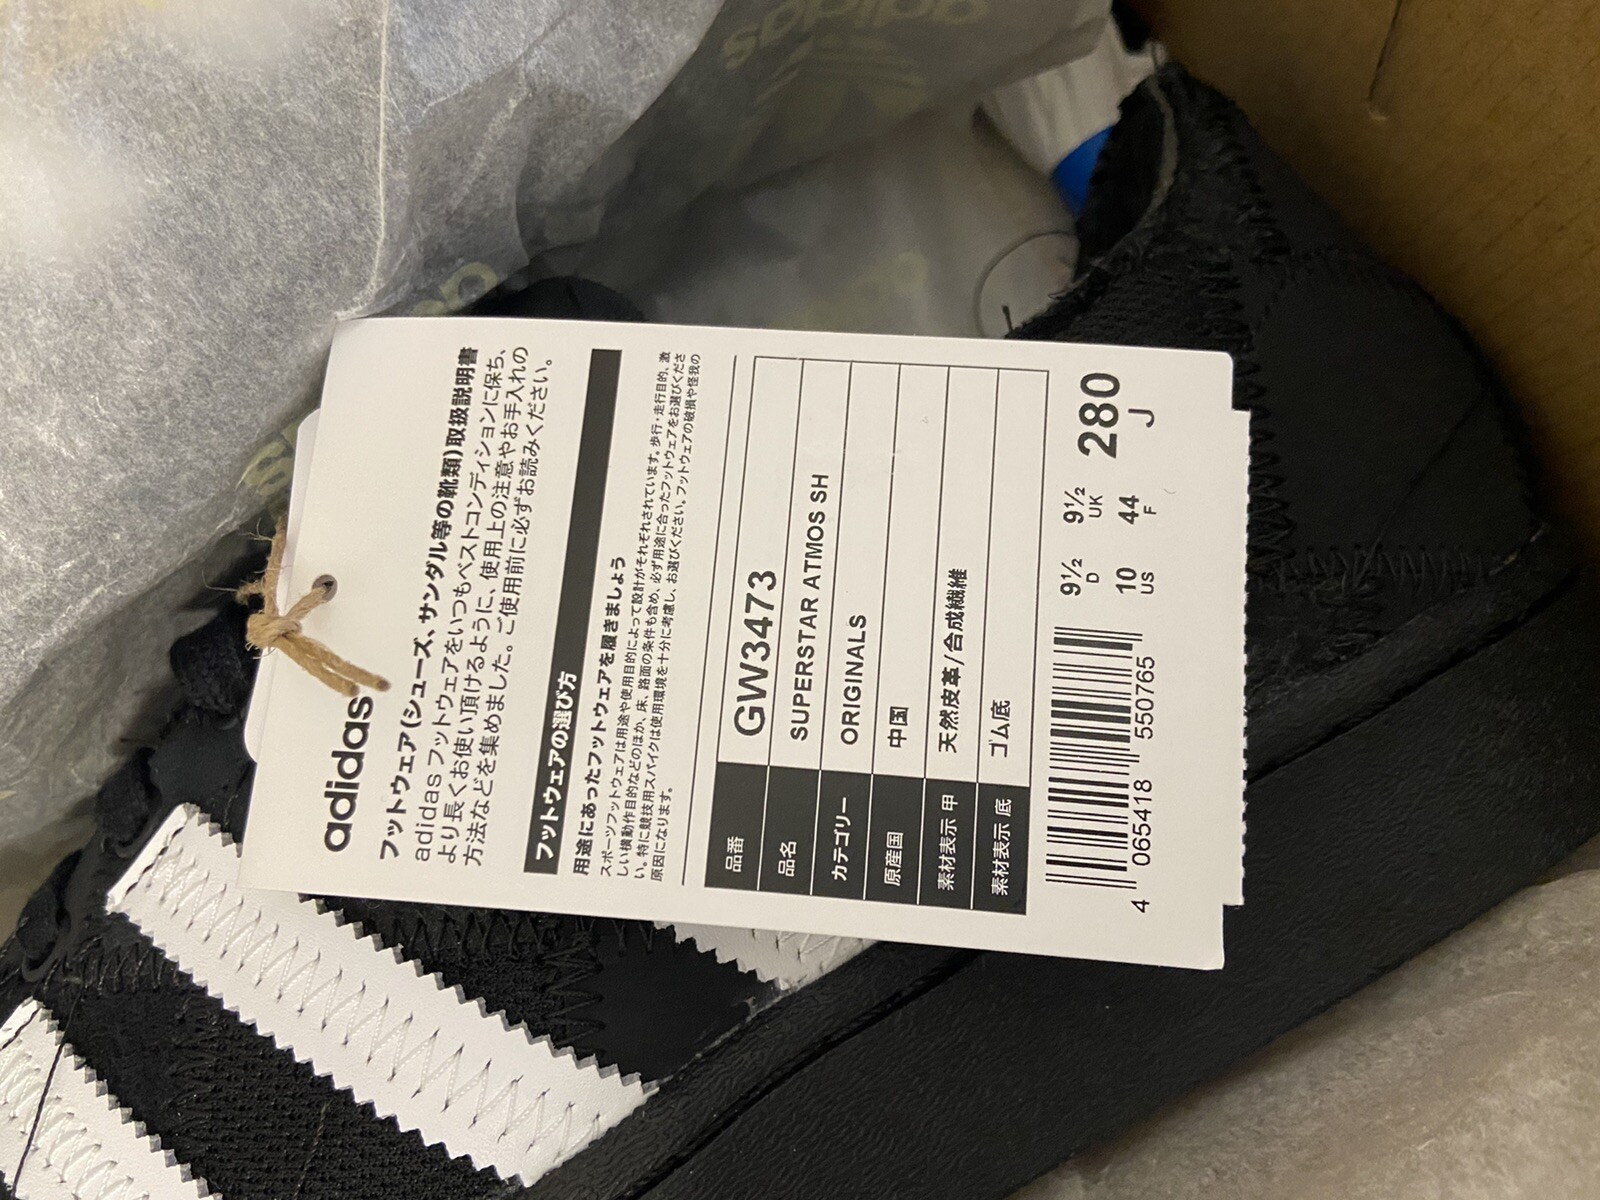 adidas
フットウェア(シューズ、サンダル等の靴類)取扱説明書
adidasフットウェアをいつもベストコンディションに保ち、
より長くお使い頂けるように、使用上の注意やお手入れの
方法などを集めました。ご使用前に必ずお読みください。
フットウェアの選び方
用途にあったフットウェアを履きましょう
スポーツフットウェアは用途や使用目的によって設計がそれぞれされています。歩行・走行目的、激
しい横動作目的などのほか、床、路面の条件も含め、必ず用途に合ったフットウェアをお選びくださ
い。特に競技用スパイクは使用環境を十分に考慮し、お選びください。フットウェアの破損や怪我の
原因になります。
品番 GW3473
品名 SUPERSTAR ATMOS SH
カテゴリー ORIGINALS
原産国 中国
素材表示 甲 天然皮革/合成繊維
素材表示 底 ゴム底
9½ D 9½ UK 280 J
10 US 44 F
4 065418 550765
adidas
adidas